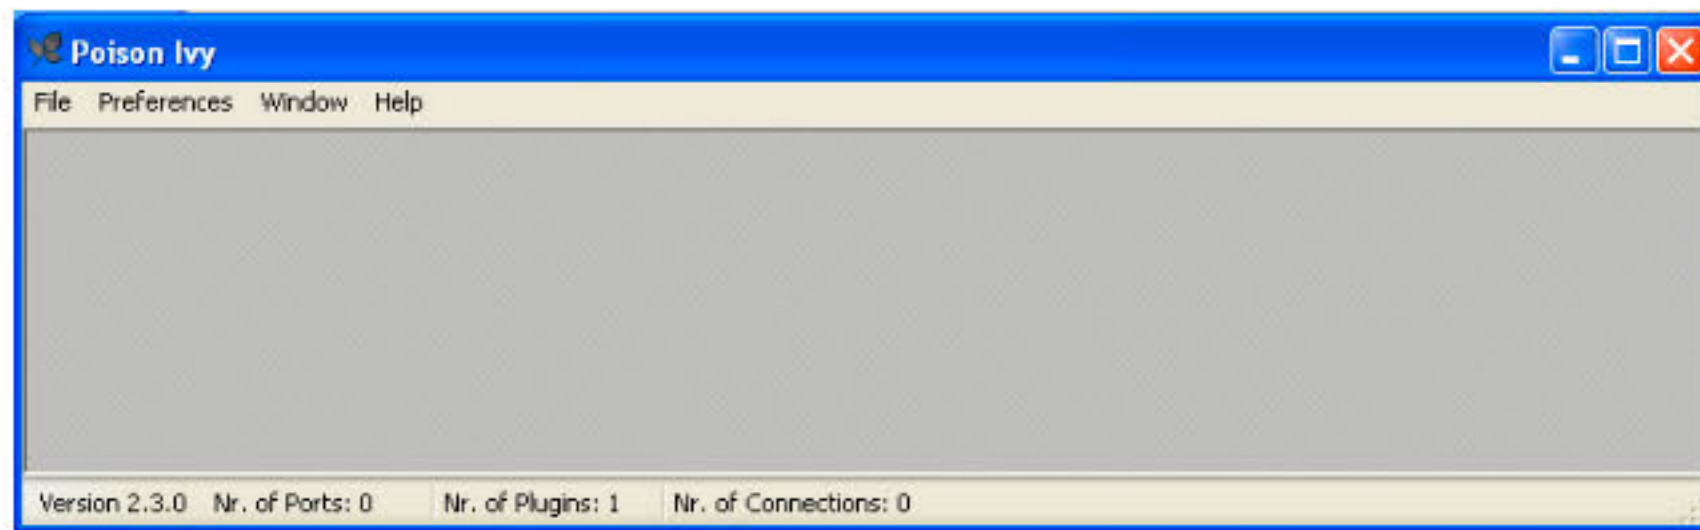 Poison Ivy
File Preferences Window Help
Version 2.3.0 Nr. of Ports: 0 Nr. of Plugins: 1 Nr. of Connections: 0